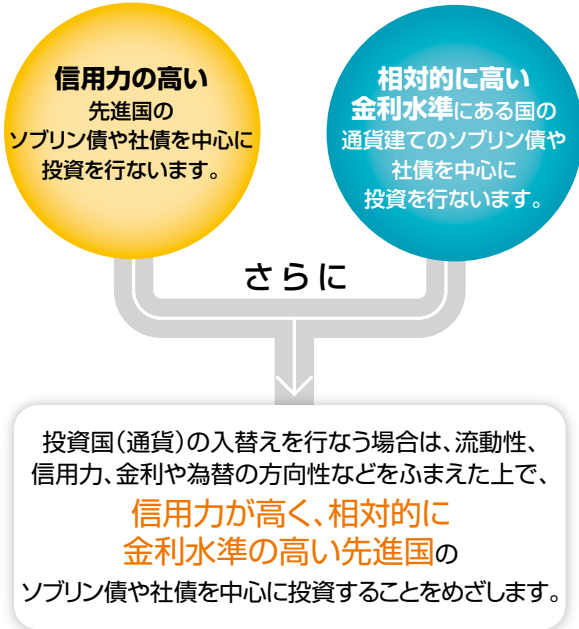 信用力の高い
先進国の
ソブリン債や社債を中心に
投資を行ないます。
相対的に高い
金利水準にある国の
通貨建てのソブリン債や
社債を中心に
投資を行ないます。
さらに
投資国（通貨）の入替えを行なう場合は、流動性、
信用力、金利や為替の方向性などをふまえた上で、
信用力が高く、相対的に
金利水準の高い先進国の
ソブリン債や社債を中心に投資することをめざします。